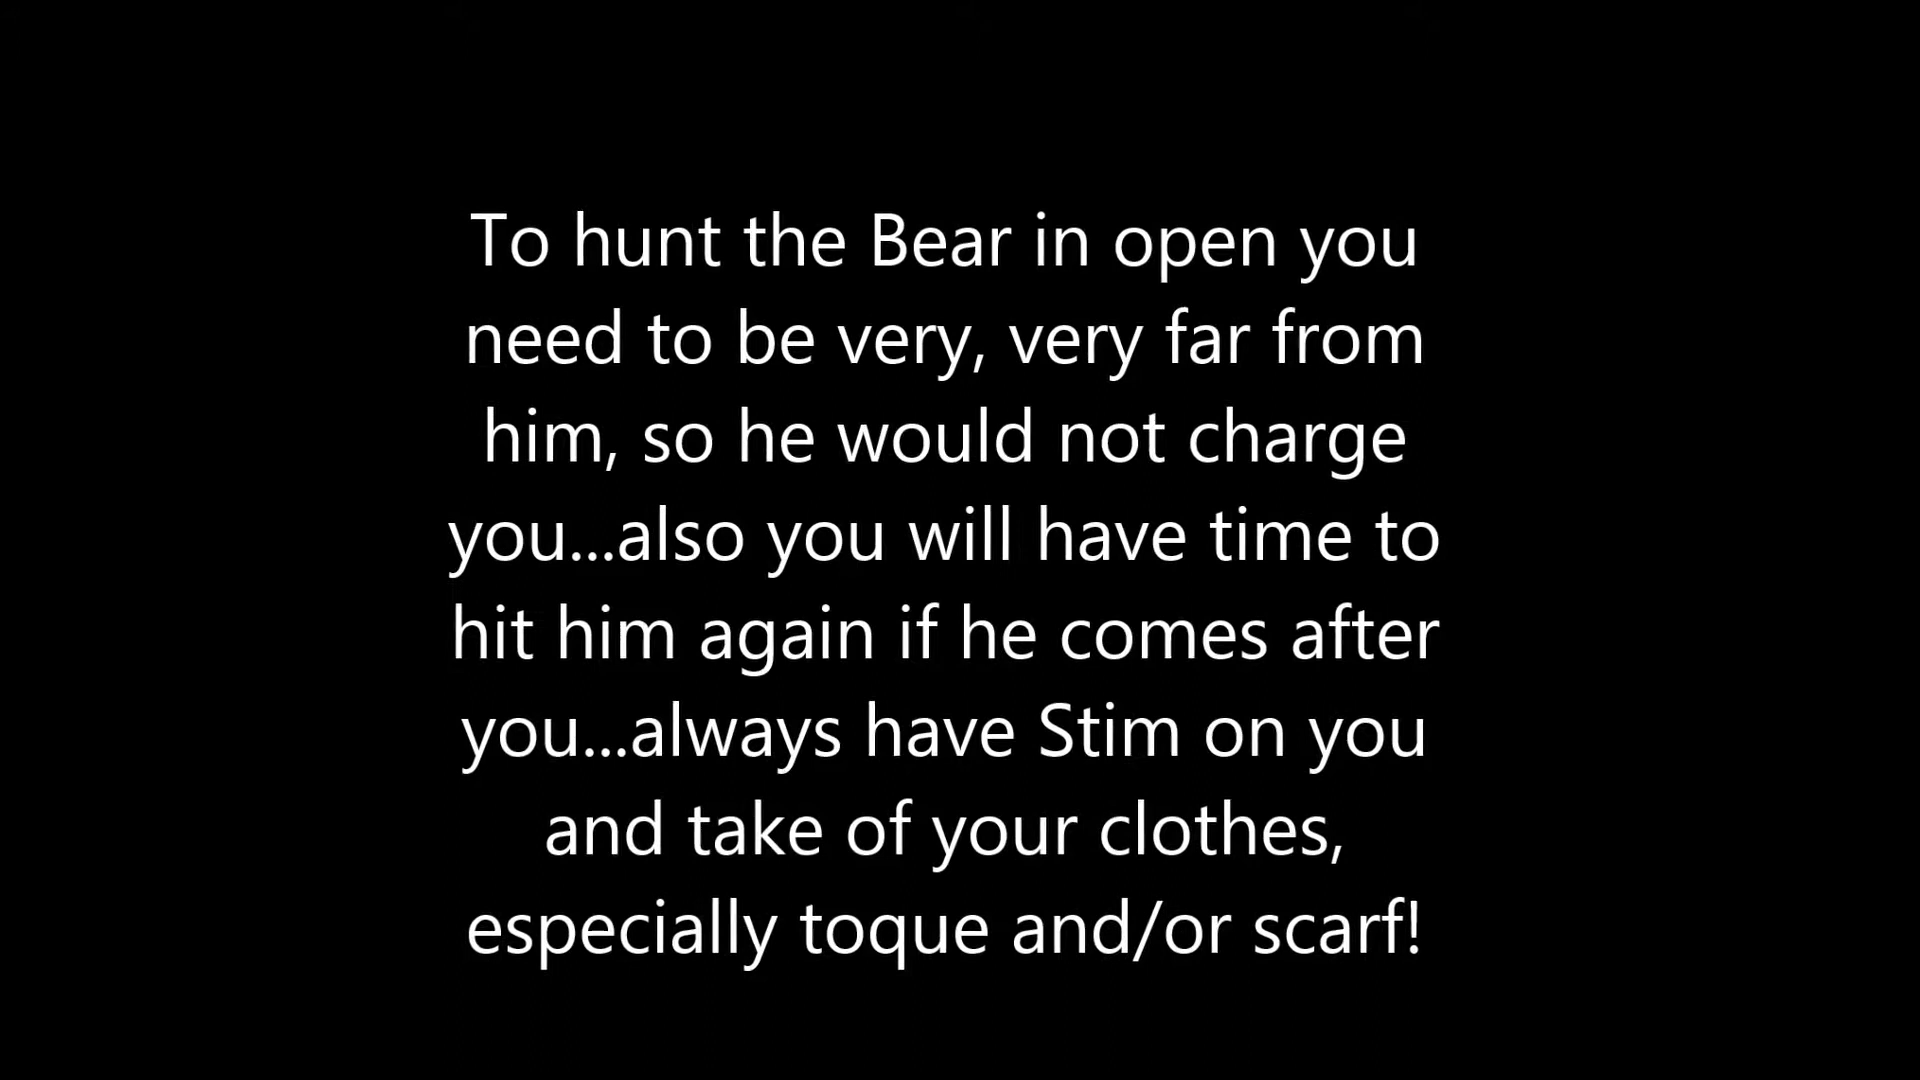 To hunt the Bear in open you
need to be very, very far from
him, so he would not charge
you...also you will have time to
hit him again if he comes after
you...always have Stim on you
and take of your clothes,
especially toque and/or scarf!